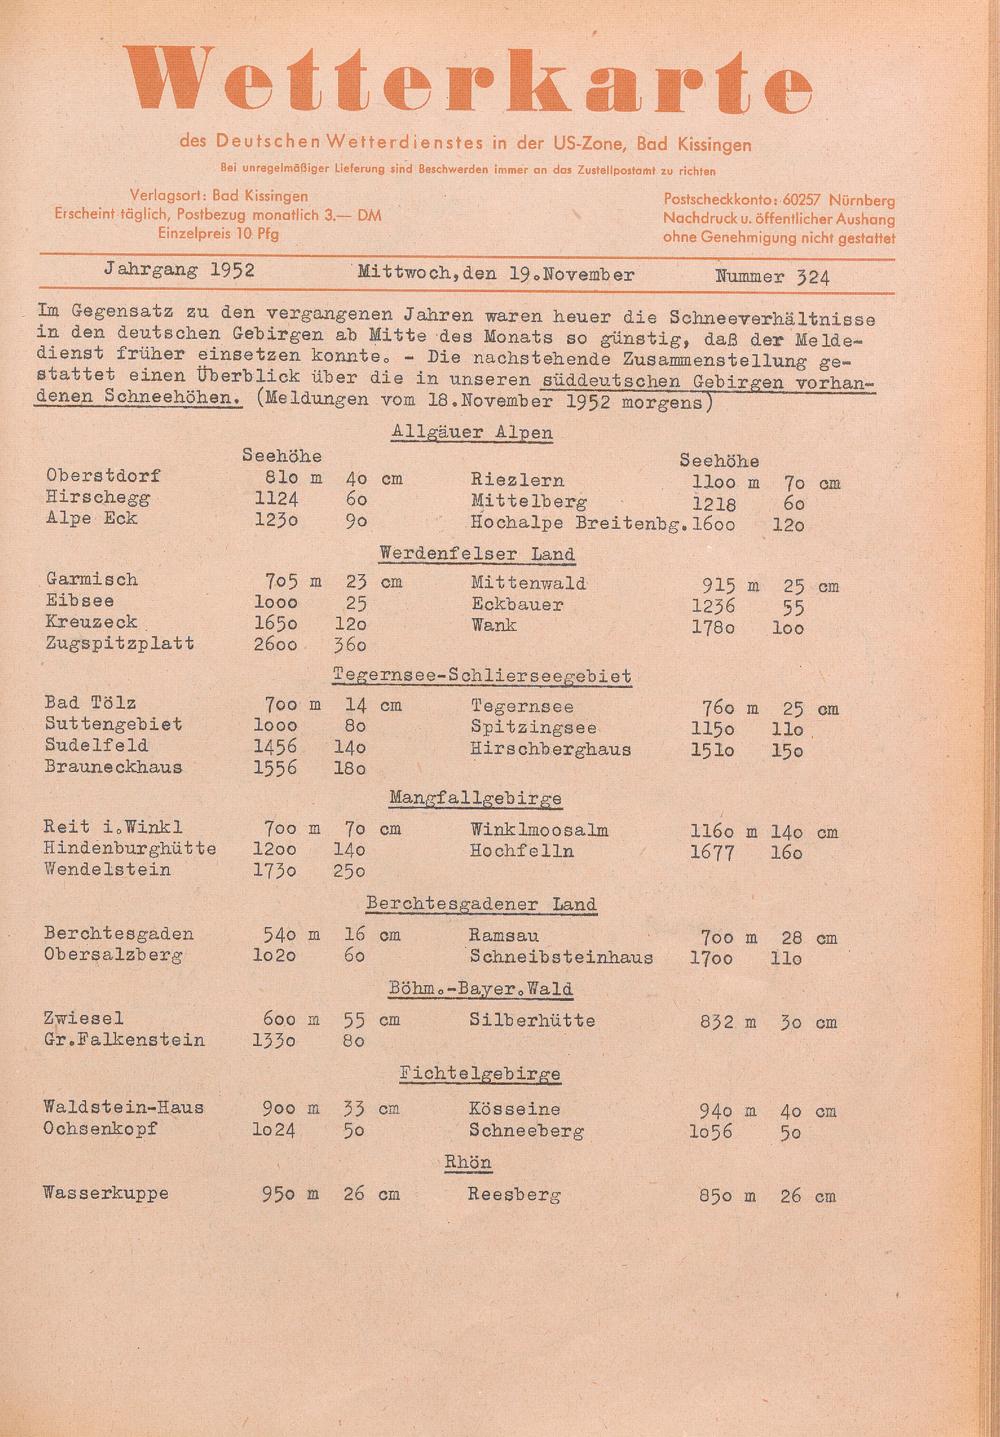 Wetterkarte
des Deutschen Wetterdienstes in der US-Zone, Bad Kissingen
Bei unregelmäßiger Lieferung sind Beschwerden immer an das Zustellpostamt zu richten
Verlagsort: Bad Kissingen
Erscheint täglich, Postbezug monatlich 3.— DM
Einzelpreis 10 Pfg
Postscheckkonto: 60257 Nürnberg
Nachdruck u. öffentlicher Aushang
ohne Genehmigung nicht gestattet
Jahrgang 1952 Mittwoch,den 19.November Nummer 324
Im Gegensatz zu den vergangenen Jahren waren heuer die Schneeverhältnisse
in den deutschen Gebirgen ab Mitte des Monats so günstig, daß der Melde-
dienst früher einsetzen konnte. - Die nachstehende Zusammenstellung ge-
stattet einen Überblick über die in unseren süddeutschen Gebirgen vorhan-
denen Schneehöhen. (Meldungen vom 18.November 1952 morgens)
Allgäuer Alpen
Seehöhe Seehöhe
Oberstdorf 810 m 40 cm Riezlern 1100 m 70 cm
Hirschegg 1124 60 Mittelberg 1218 60
Alpe Eck 1230 90 Hochalpe Breitenbg. 1600 120
Werdenfelser Land
Garmisch 705 m 23 cm Mittenwald 915 m 25 cm
Eibsee 1000 25 Eckbauer 1236 55
Kreuzeck 1650 120 Wank 1780 100
Zugspitzplatt 2600 360
Tegernsee-Schlierseegebiet
Bad Tölz 700 m 14 cm Tegernsee 760 m 25 cm
Suttengebiet 1000 80 Spitzingsee 1150 110
Sudelfeld 1456 140 Hirschberghaus 1510 150
Brauneckhaus 1556 180
Mangfallgebirge
Reit i.Winkl 700 m 70 cm Winklmoosalm 1160 m 140 cm
Hindenburghütte 1200 140 Hochfelln 1677 160
Wendelstein 1730 250
Berchtesgadener Land
Berchtesgaden 540 m 16 cm Ramsau 700 m 28 cm
Obersalzberg 1020 60 Schneibsteinhaus 1700 110
Böhm.-Bayer.Wald
Zwiesel 600 m 55 cm Silberhütte 832 m 30 cm
Gr.Falkenstein 1330 80
Fichtelgebirge
Waldstein-Haus 900 m 33 cm Kösseine 940 m 40 cm
Ochsenkopf 1024 50 Schneeberg 1056 50
Rhön
Wasserkuppe 950 m 26 cm Reesberg 850 m 26 cm